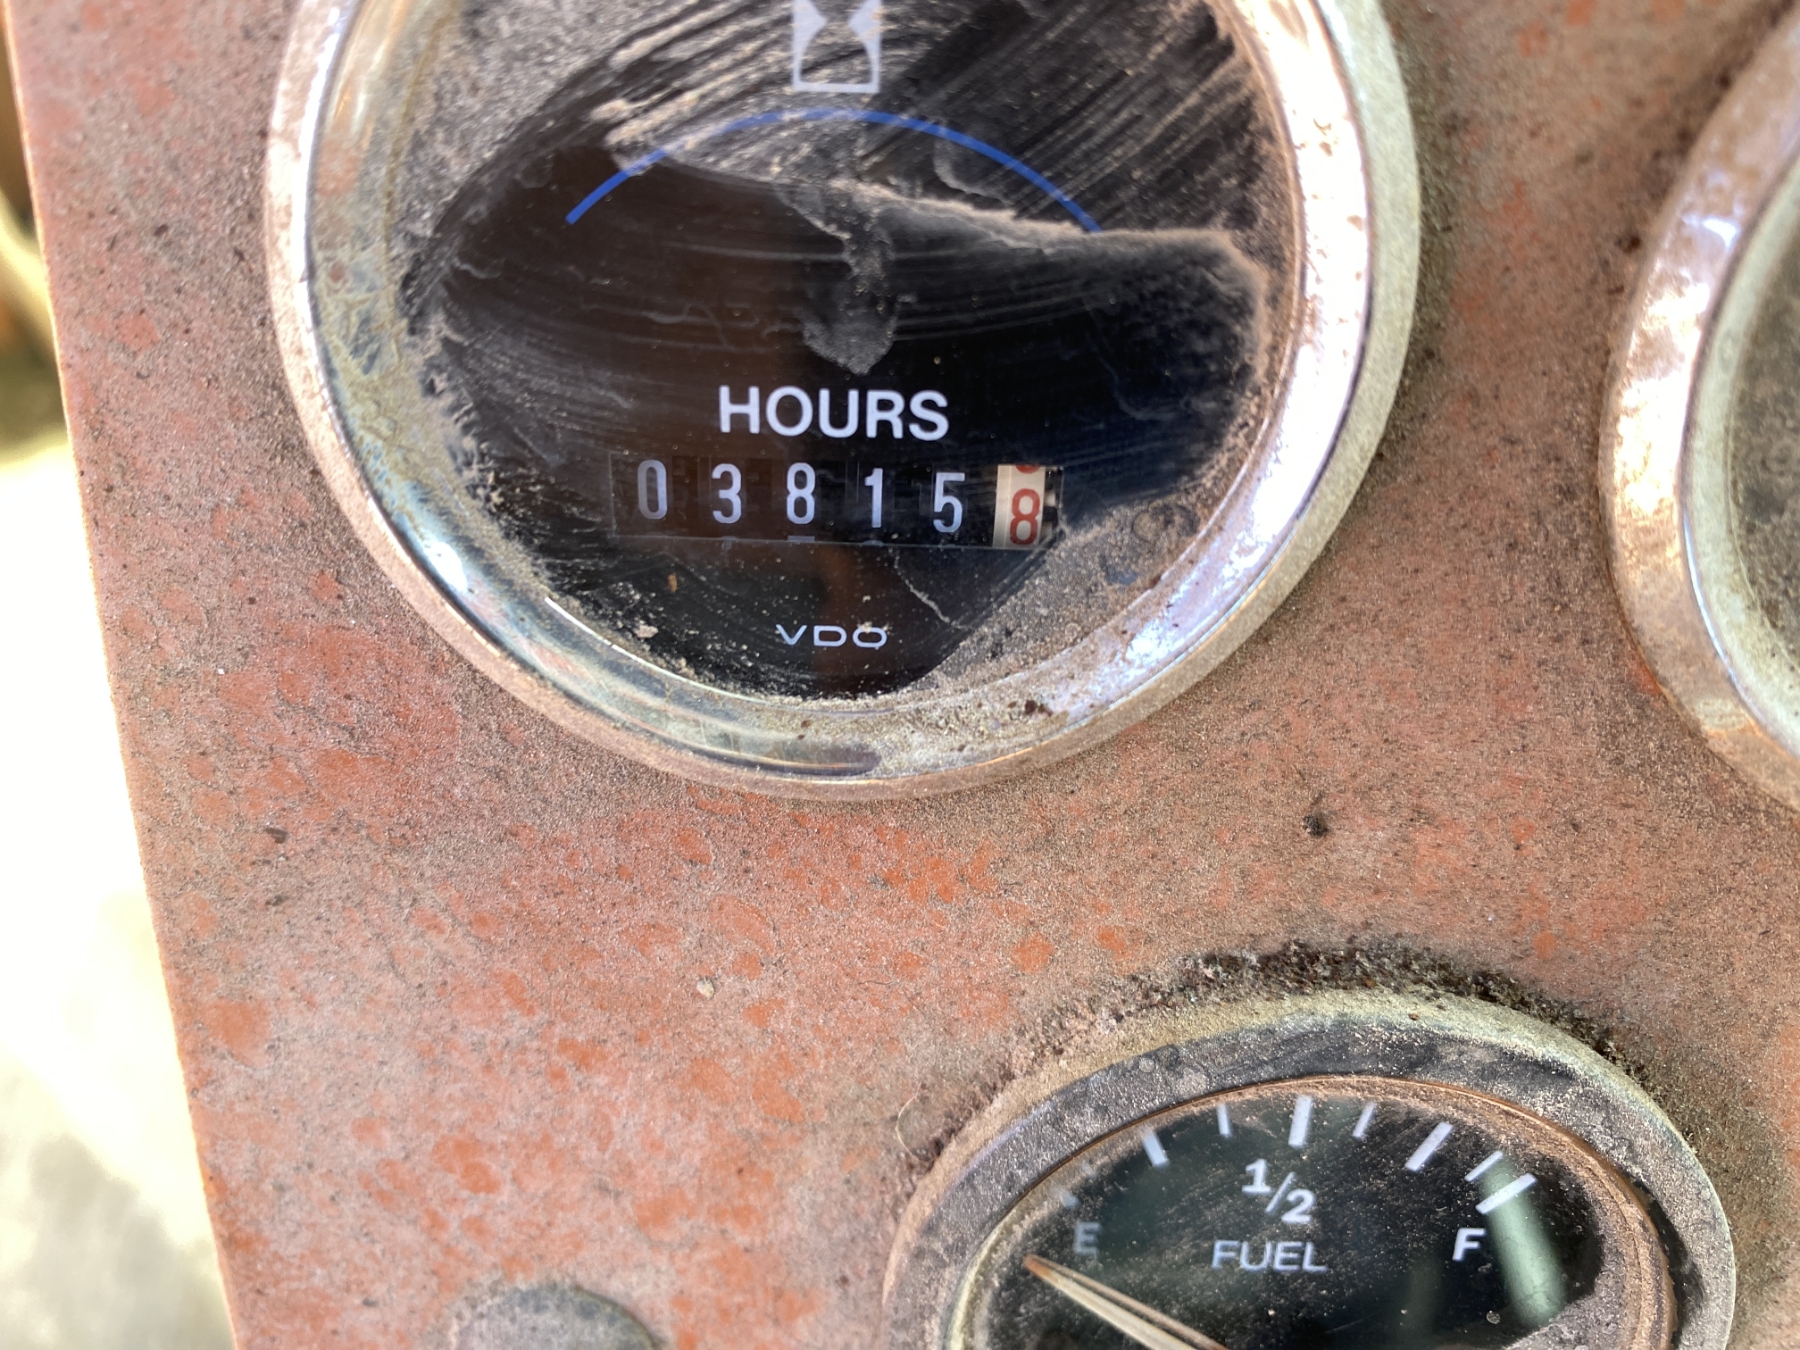 HOURS
038158
VDO
1/2
E
F
FUEL